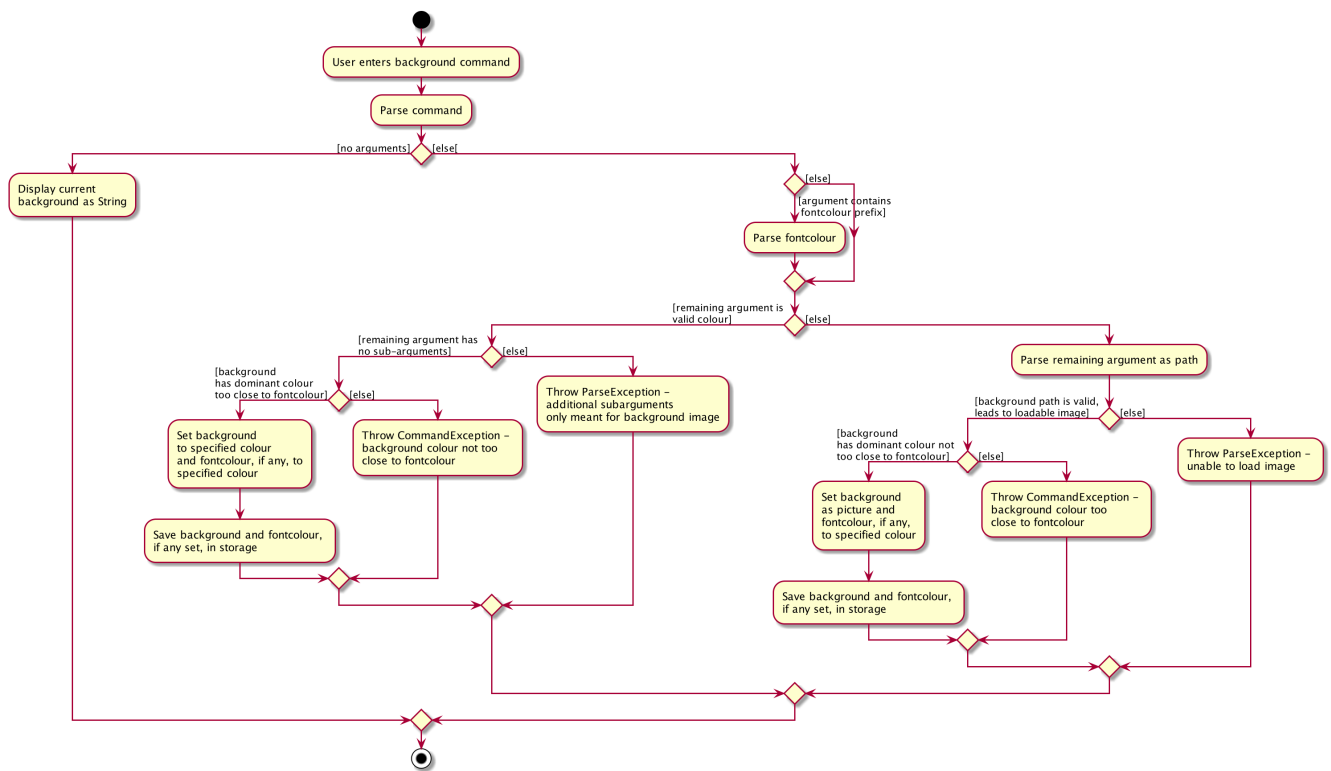 User enters background command
Parse command
[no arguments]
[else[
Display current
background as String
[else]
[argument contains
fontcolour prefix]
Parse fontcolour
[remaining argument is
valid colour]
[else]
[remaining argument has
no sub-arguments]
[else]
[background
has dominant colour
too close to fontcolour]
[else]
Set background
to specified colour
and fontcolour, if any, to
specified colour
Throw CommandException –
background colour not too
close to fontcolour
Save background and fontcolour,
if any set, in storage
Throw ParseException –
additional subarguments
only meant for background image
Parse remaining argument as path
[background path is valid,
leads to loadable image]
[else]
[background
has dominant colour not
too close to fontcolour]
[else]
Set background
as picture and
fontcolour, if any,
to specified colour
Throw CommandException –
background colour too
close to fontcolour
Save background and fontcolour,
if any set, in storage
Throw ParseException –
unable to load image